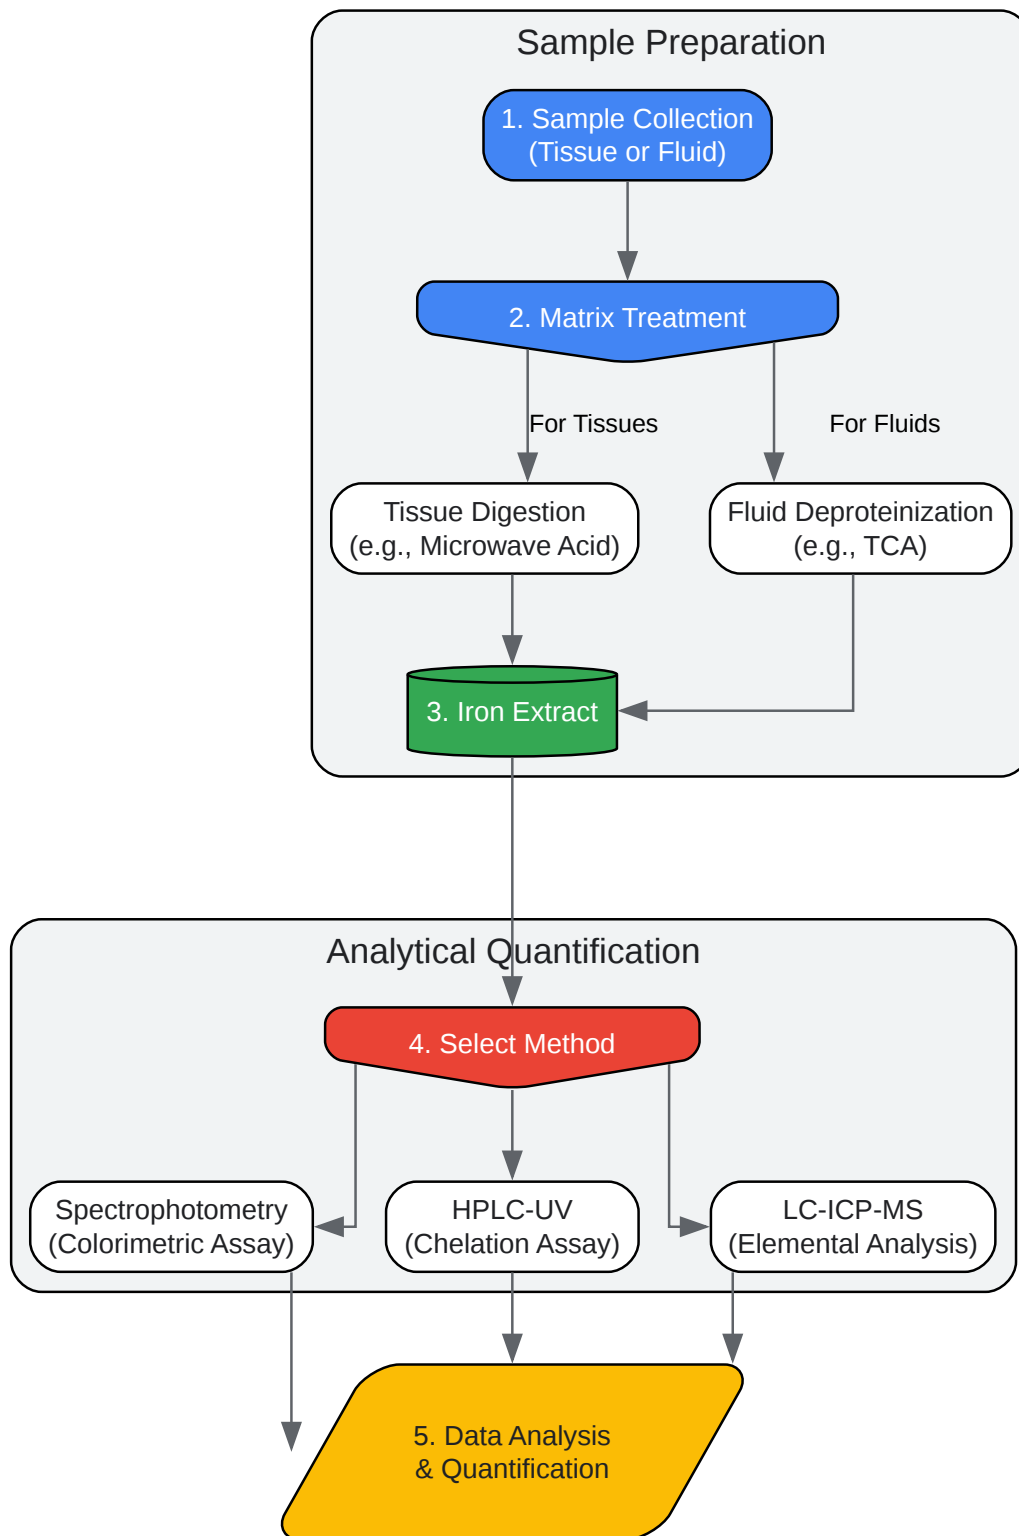 Sample Preparation
1. Sample Collection
(Tissue or Fluid)
2. Matrix Treatment
For Tissues
For Fluids
Tissue Digestion
(e.g., Microwave Acid)
Fluid Deproteinization
(e.g., TCA)
3. Iron Extract
Analytical Quantification
4. Select Method
Spectrophotometry
(Colorimetric Assay)
HPLC-UV
(Chelation Assay)
LC-ICP-MS
(Elemental Analysis)
5. Data Analysis
& Quantification